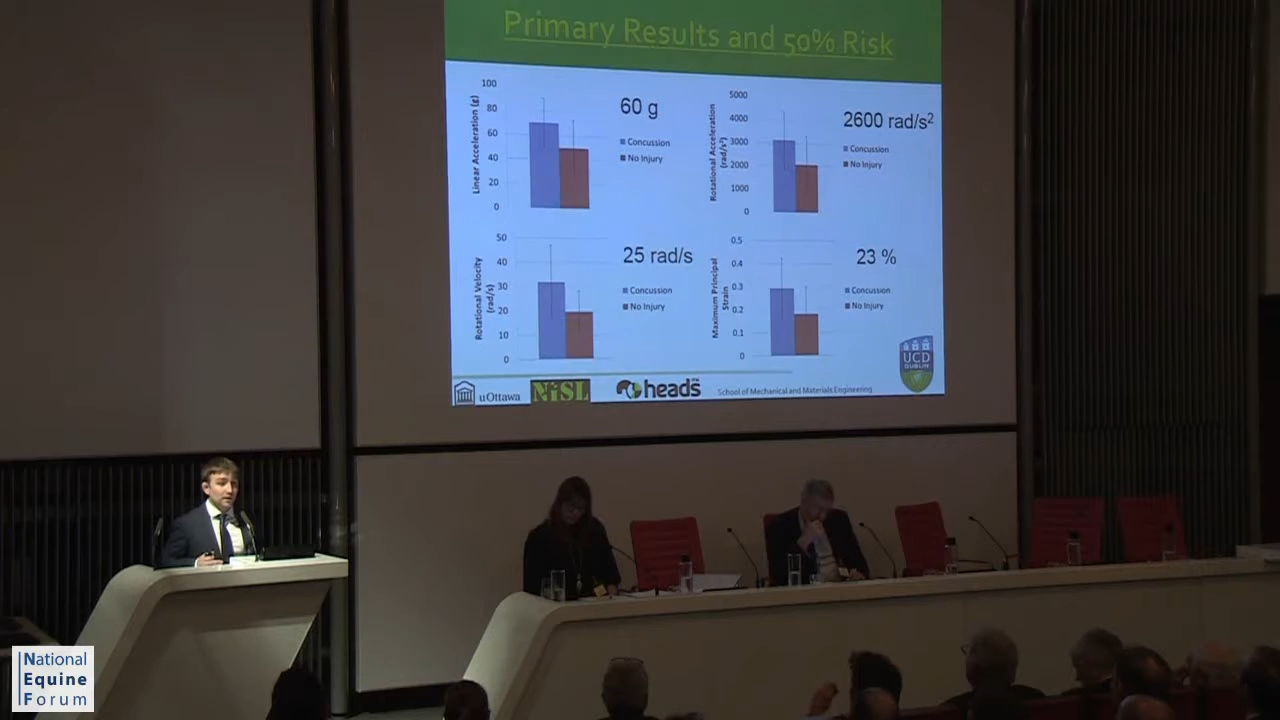 Primary Results and 50% Risk
Linear Acceleration (g)
100
80
60
40
20
0
60 g
Concussion
No Injury
Rotational Acceleration
(rad/s²)
5000
4000
3000
2000
1000
0
2600 rad/s²
Concussion
No Injury
Rotational Velocity
(rad/s)
50
40
30
20
10
0
25 rad/s
Concussion
No Injury
Maximum Principal
Strain
0.5
0.4
0.3
0.2
0.1
0
23 %
Concussion
No Injury
uOttawa
NISL
heads
School of Mechanical and Materials Engineering
UCD
DUBLIN
National
Equine
Forum